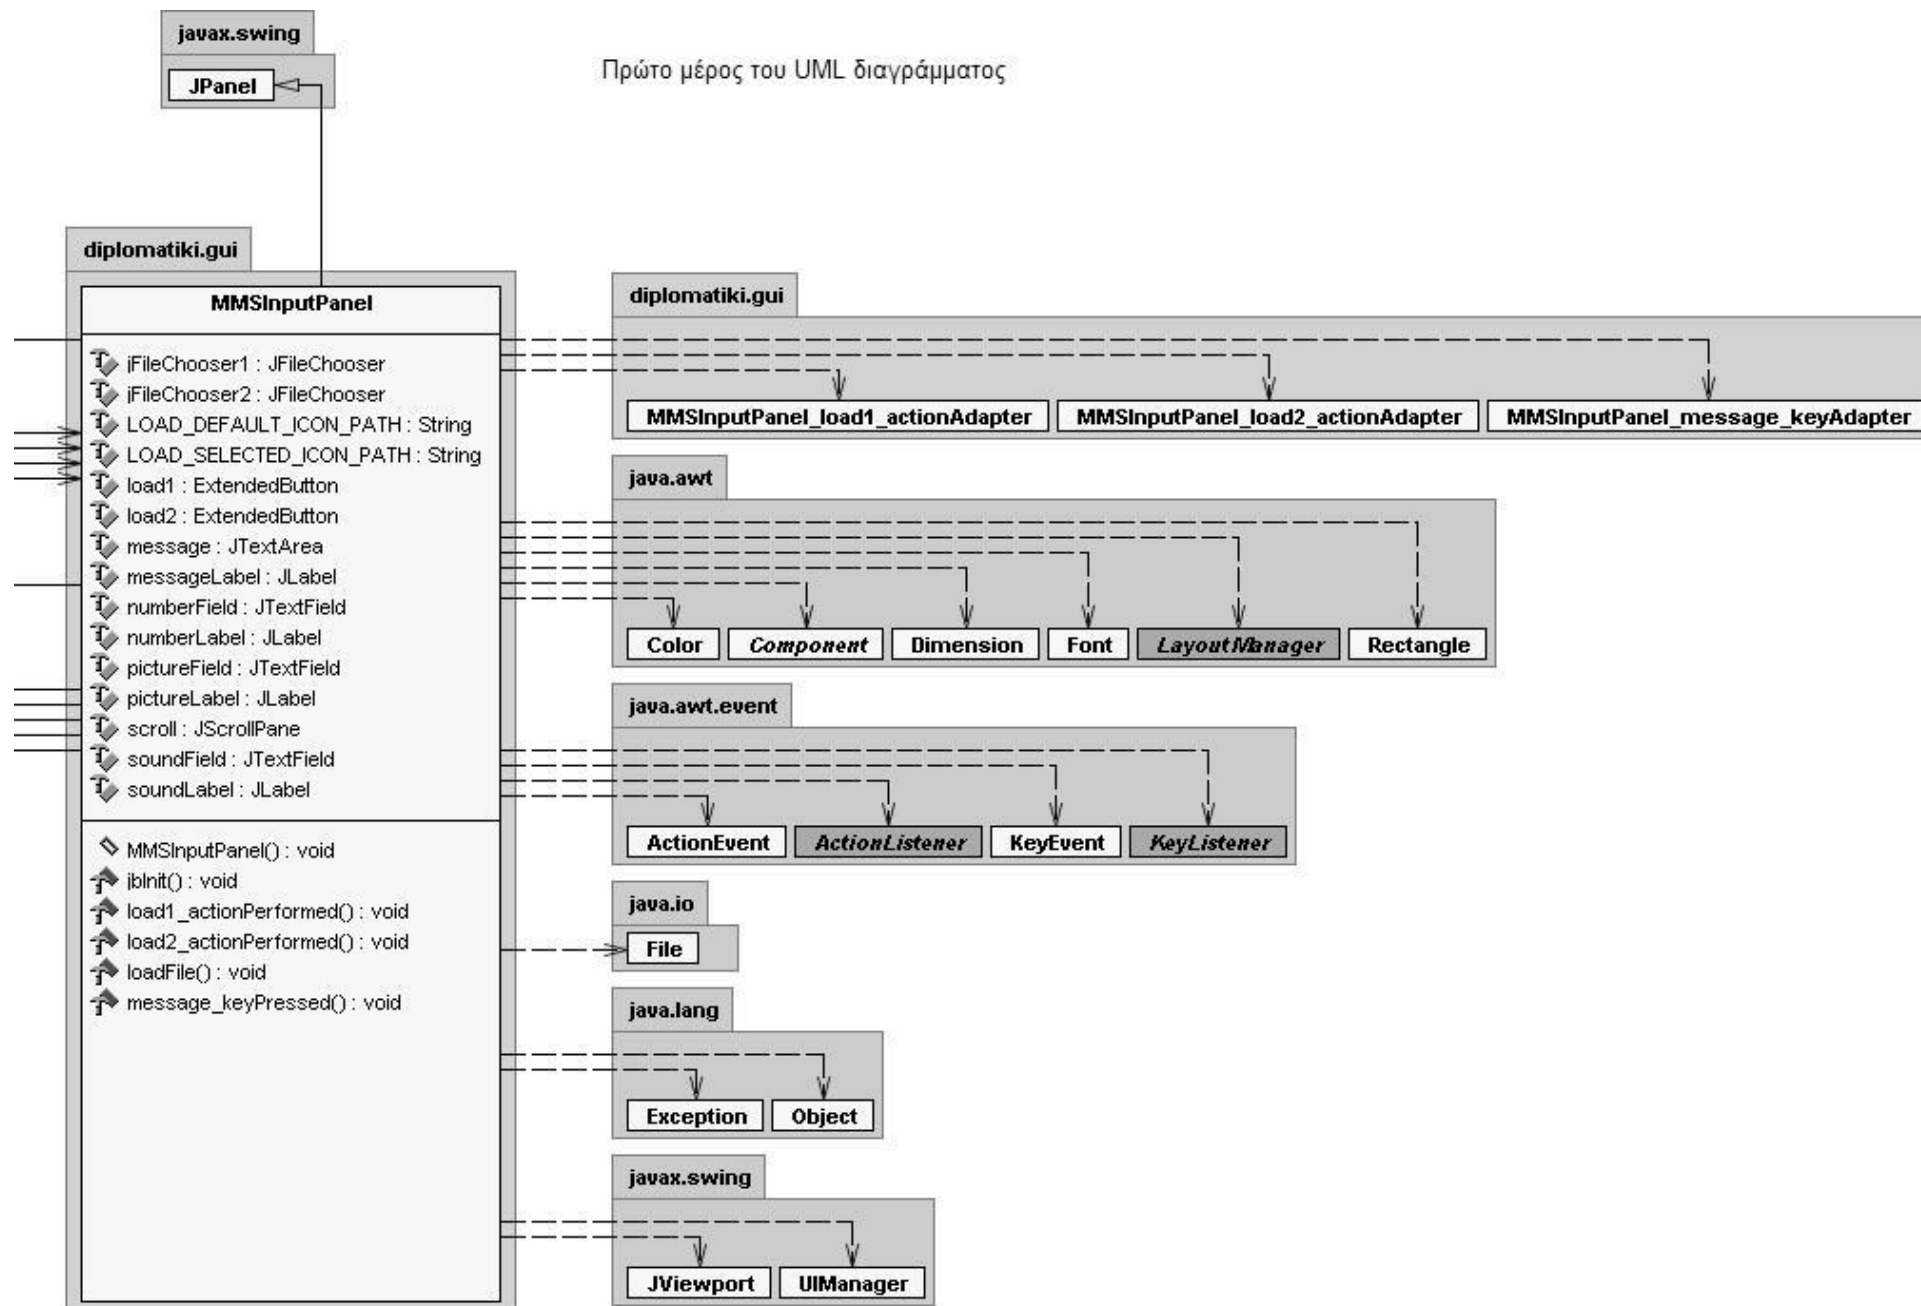 javax.swing
JPanel
Πρώτο μέρος του UML διαγράμματος
diplomatiki.gui
MMSInputPanel
jFileChooser1 : JFileChooser
jFileChooser2 : JFileChooser
LOAD_DEFAULT_ICON_PATH : String
LOAD_SELECTED_ICON_PATH : String
load1 : ExtendedButton
load2 : ExtendedButton
message : JTextArea
messageLabel : JLabel
numberField : JTextField
numberLabel : JLabel
pictureField : JTextField
pictureLabel : JLabel
scroll : JScrollPane
soundField : JTextField
soundLabel : JLabel
MMSInputPanel() : void
jbInit() : void
load1_actionPerformed() : void
load2_actionPerformed() : void
loadFile() : void
message_keyPressed() : void
diplomatiki.gui
MMSInputPanel_load1_actionAdapter MMSInputPanel_load2_actionAdapter MMSInputPanel_message_keyAdapter
java.awt
Color Component Dimension Font LayoutManager Rectangle
java.awt.event
ActionEvent ActionListener KeyEvent KeyListener
java.io
File
java.lang
Exception Object
javax.swing
JViewport UIManager